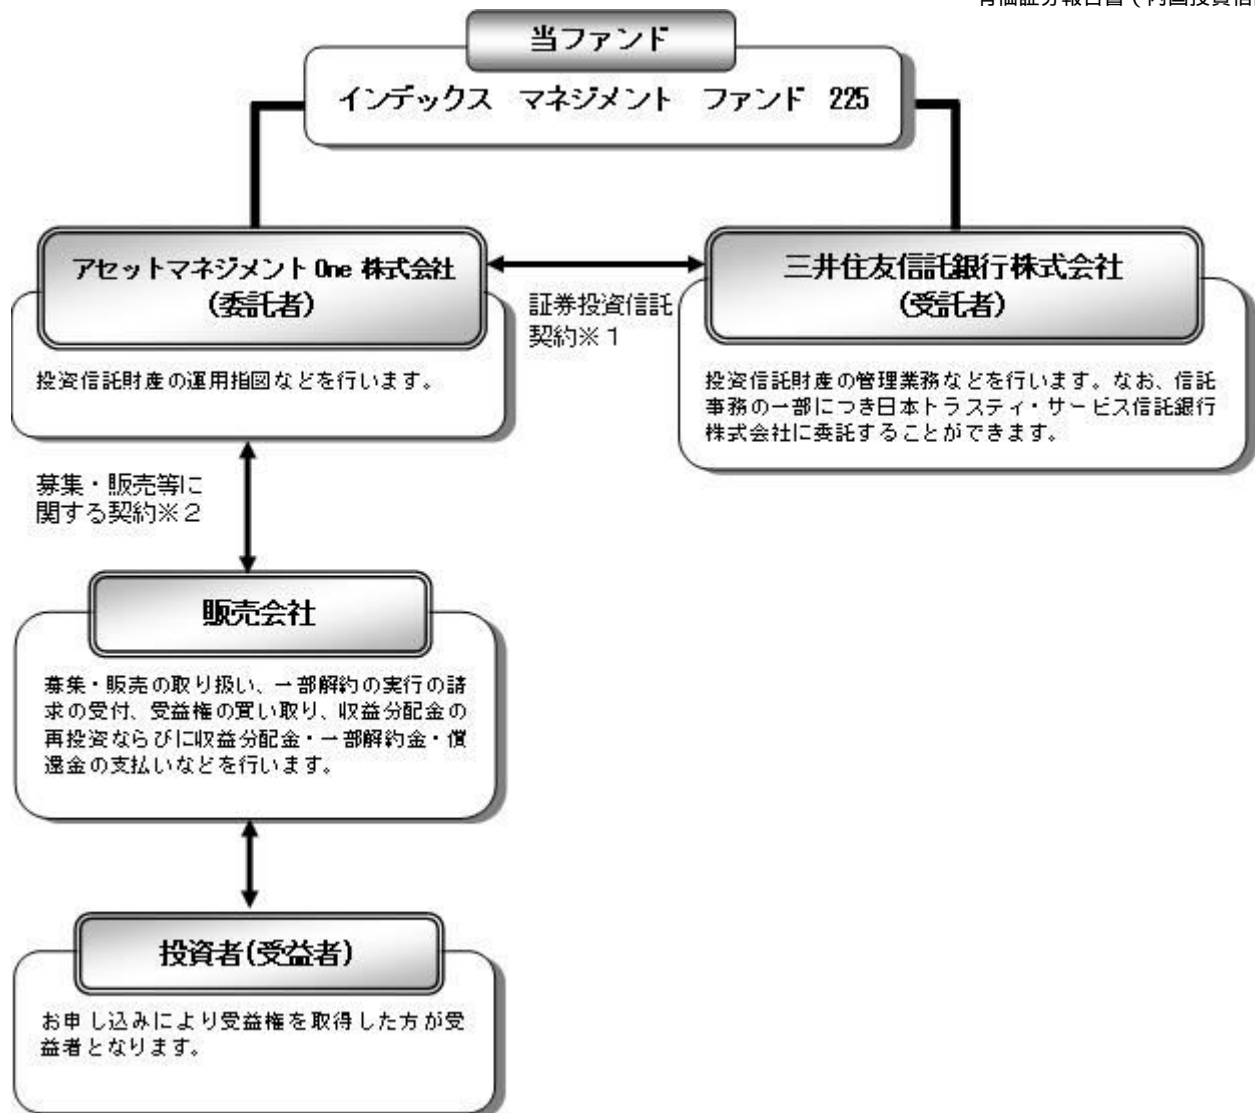 当ファンド
インデックス マネジメント ファンド 225
アセットマネジメント One 株式会社
(委託者)
投資信託財産の運用指図などを行います。
証券投資信託
契約※1
三井住友信託銀行株式会社
(受託者)
投資信託財産の管理業務などを行います。なお、信託
事務の一部につき日本トラスティ・サービス信託銀行
株式会社に委託することができます。
募集・販売等に
関する契約※2
販売会社
募集・販売の取り扱い、一部解約の実行の請
求の受付、受益権の買い取り、収益分配金の
再投資ならびに収益分配金・一部解約金・償
還金の支払いなどを行います。
投資者(受益者)
お申し込みにより受益権を取得した方が受
益者となります。